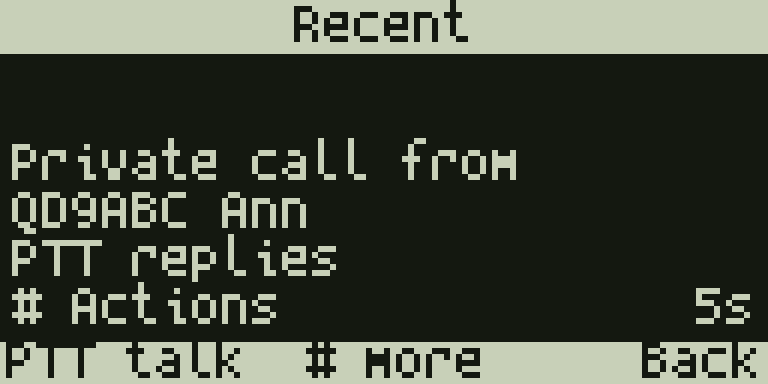 Recent
Private call from
QD9ABC Ann
PTT replies
# Actions 5s
PTT talk # more Back